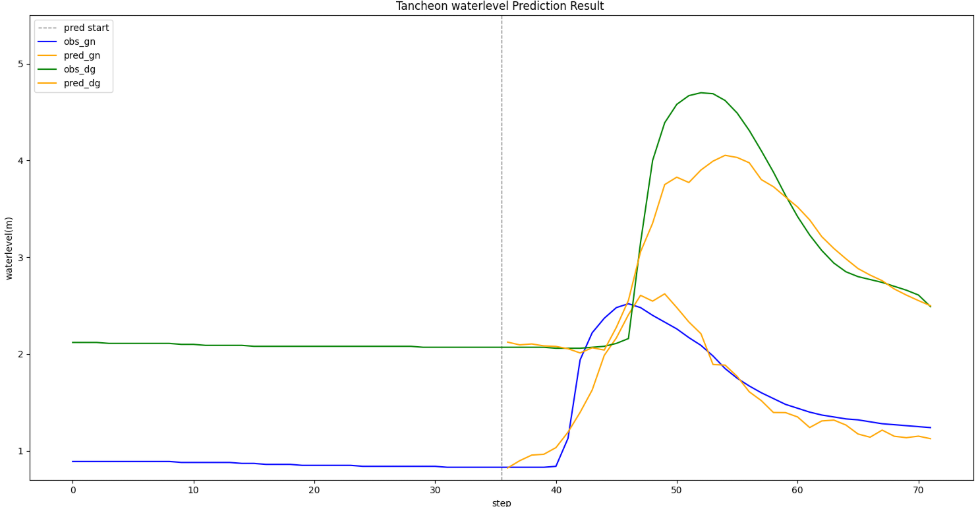 Tancheon waterlevel Prediction Result
pred start
obs_gn
pred_gn
obs_dg
pred_dg
waterlevel(m)
5
4
3
2
1
0 10 20 30 40 50 60 70
step